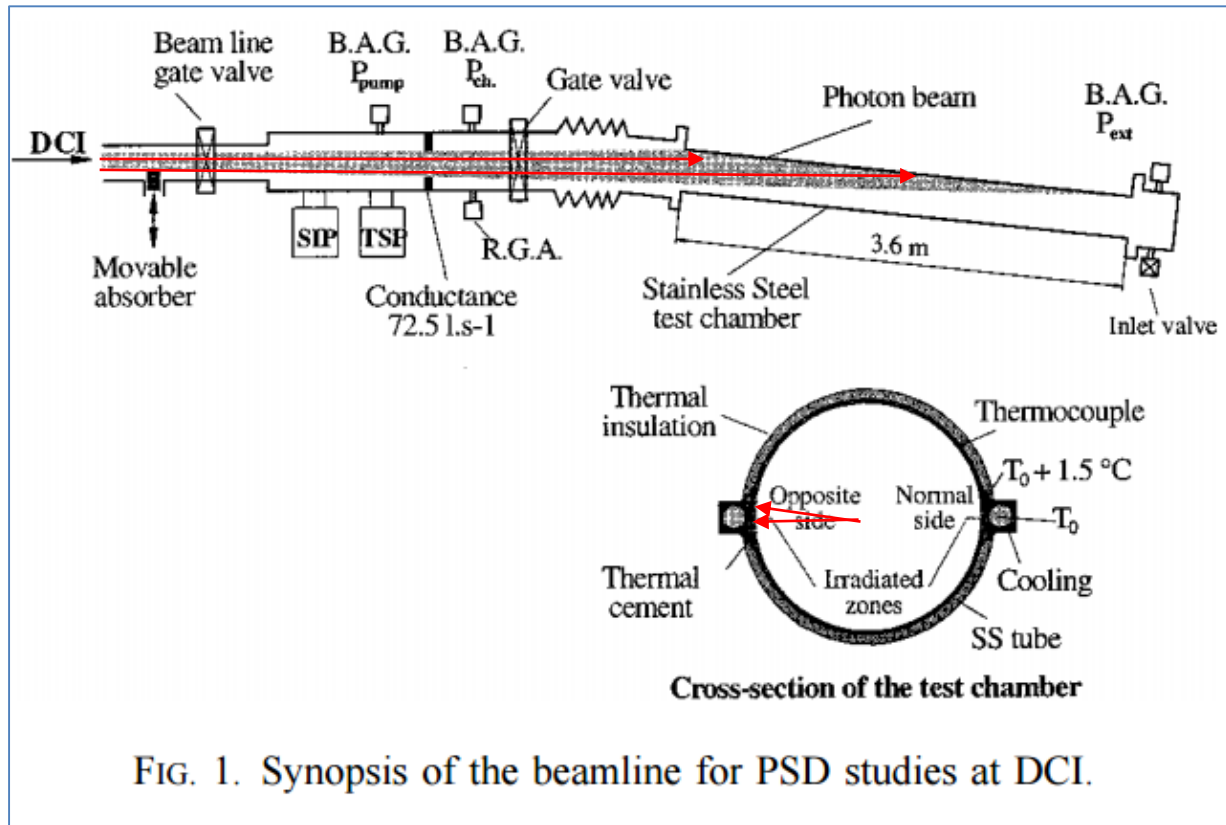 Beam line
gate valve
B.A.G.
Ppump
B.A.G.
Pch.
Gate valve
Photon beam
B.A.G.
Pext
DCI
SIP
TSP
R.G.A.
Movable
absorber
Conductance
72.5 l.s-1
3.6 m
Stainless Steel
test chamber
Inlet valve
Thermal
insulation
Thermocouple
T0 + 1.5 °C
Opposite
side
Normal
side
T0
Thermal
cement
Irradiated
zones
Cooling
SS tube
Cross-section of the test chamber
FIG. 1. Synopsis of the beamline for PSD studies at DCI.